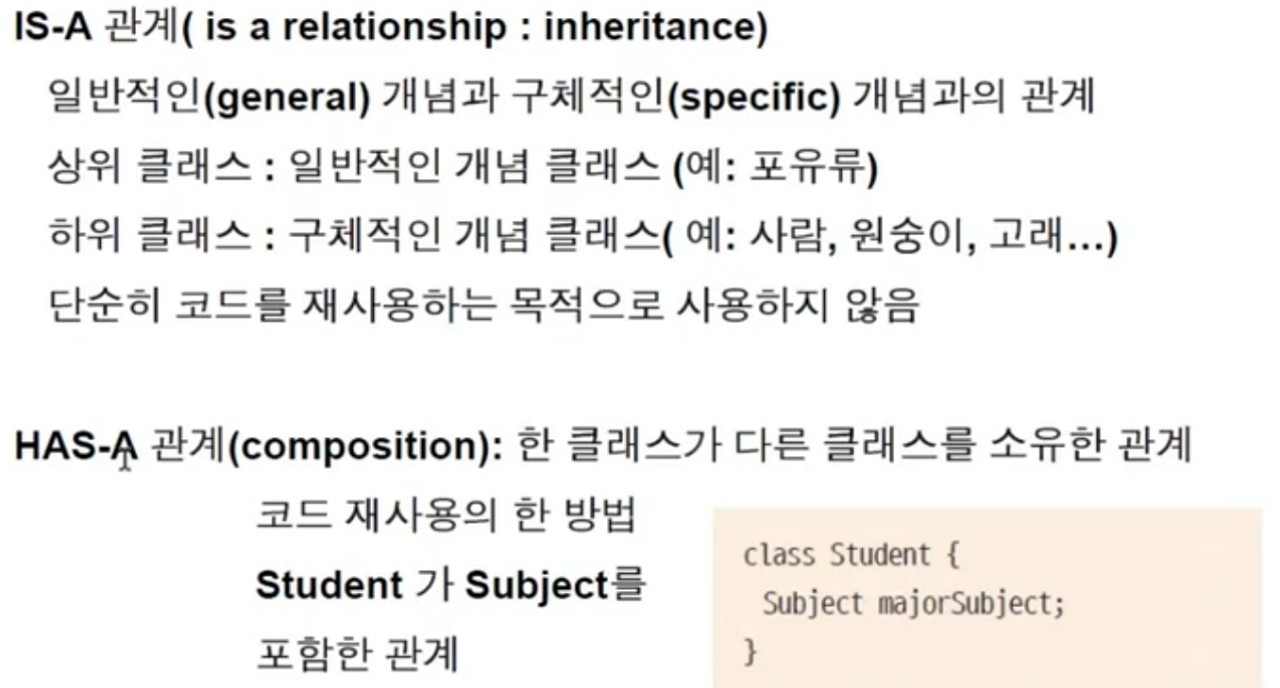 IS-A 관계( is a relationship : inheritance)
일반적인(general) 개념과 구체적인(specific) 개념과의 관계
상위 클래스 : 일반적인 개념 클래스 (예: 포유류)
하위 클래스 : 구체적인 개념 클래스( 예: 사람, 원숭이, 고래...)
단순히 코드를 재사용하는 목적으로 사용하지 않음
HAS-A 관계(composition): 한 클래스가 다른 클래스를 소유한 관계
코드 재사용의 한 방법
Student 가 Subject를
포함한 관계
class Student {
Subject majorSubject;
}